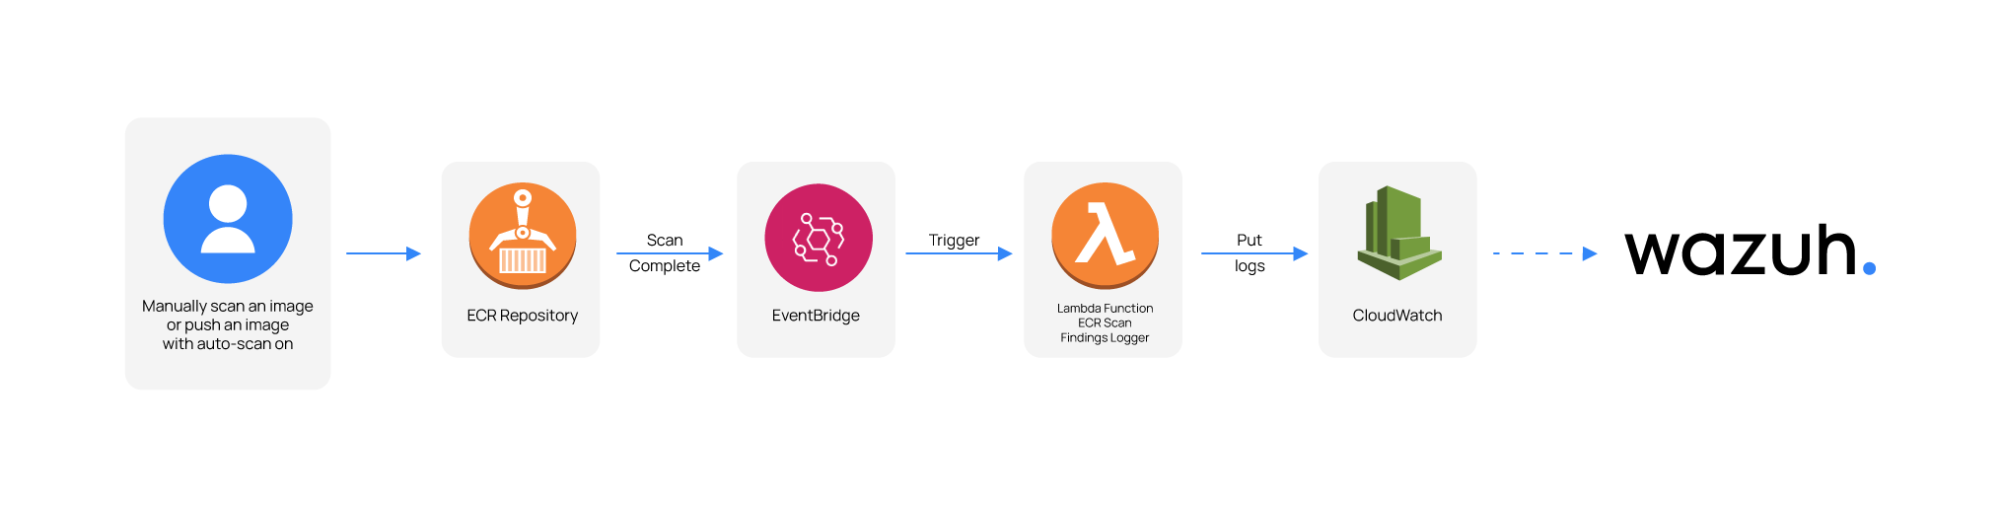 Manually scan an image
or push an image
with auto-scan on
ECR Repository
Scan
Complete
EventBridge
Trigger
Lambda Function
ECR Scan
Findings Logger
Put
logs
CloudWatch
wazuh.